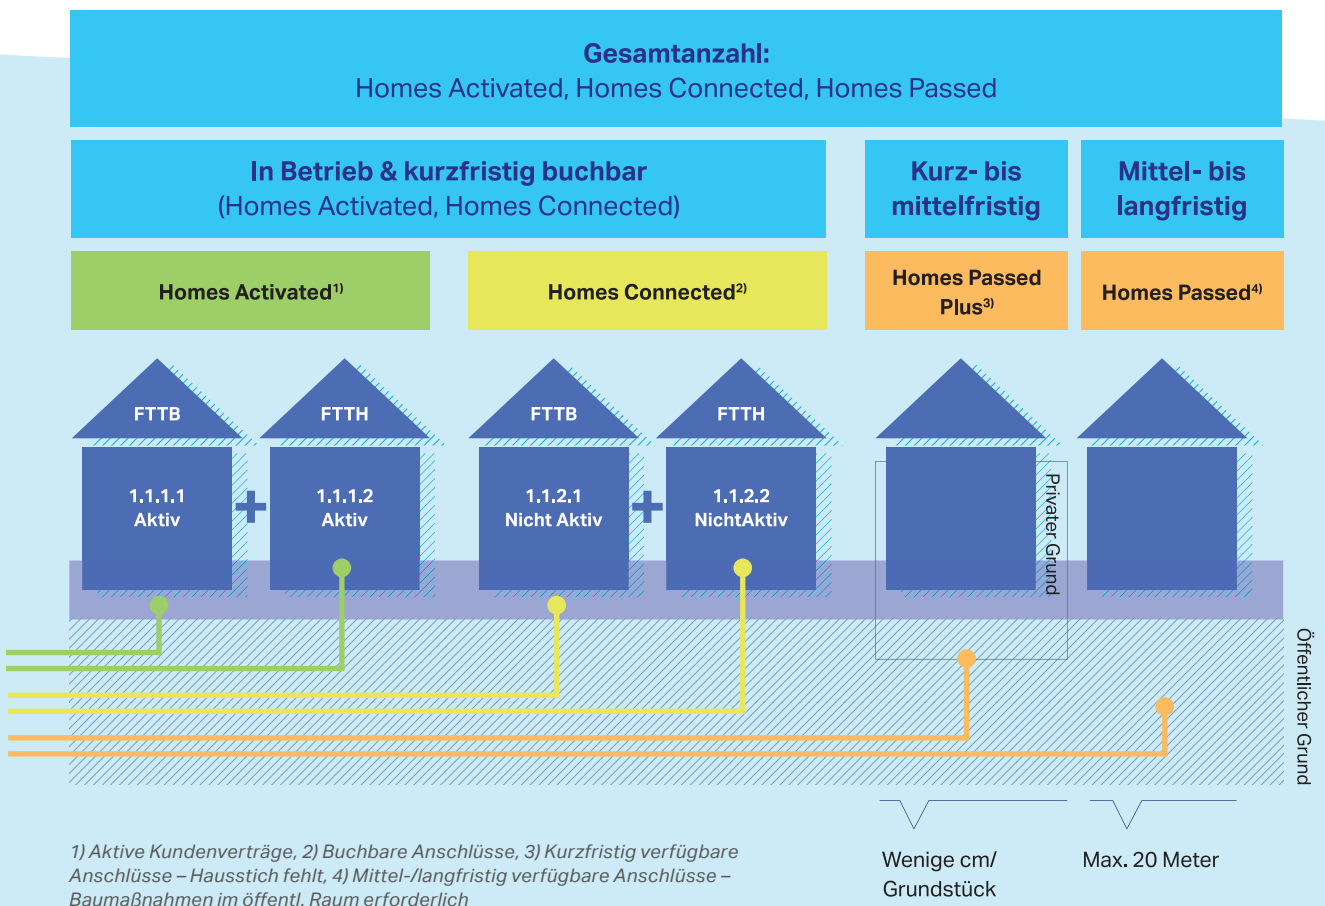 Gesamtanzahl:
Homes Activated, Homes Connected, Homes Passed
In Betrieb & kurzfristig buchbar
(Homes Activated, Homes Connected)
Kurz- bis
mittelfristig
Mittel- bis
langfristig
Homes Activated¹⁾
Homes Connected²⁾
Homes Passed
Plus³⁾
Homes Passed⁴⁾
FTTB
FTTH
FTTB
FTTH
1.1.1.1
Aktiv
+
1.1.1.2
Aktiv
1.1.2.1
Nicht Aktiv
+
1.1.2.2
NichtAktiv
Privater Grund
Öffentlicher Grund
Wenige cm/
Grundstück
Max. 20 Meter
1) Aktive Kundenverträge, 2) Buchbare Anschlüsse, 3) Kurzfristig verfügbare
Anschlüsse – Hausstich fehlt, 4) Mittel-/langfristig verfügbare Anschlüsse –
Baumaßnahmen im öffentl. Raum erforderlich